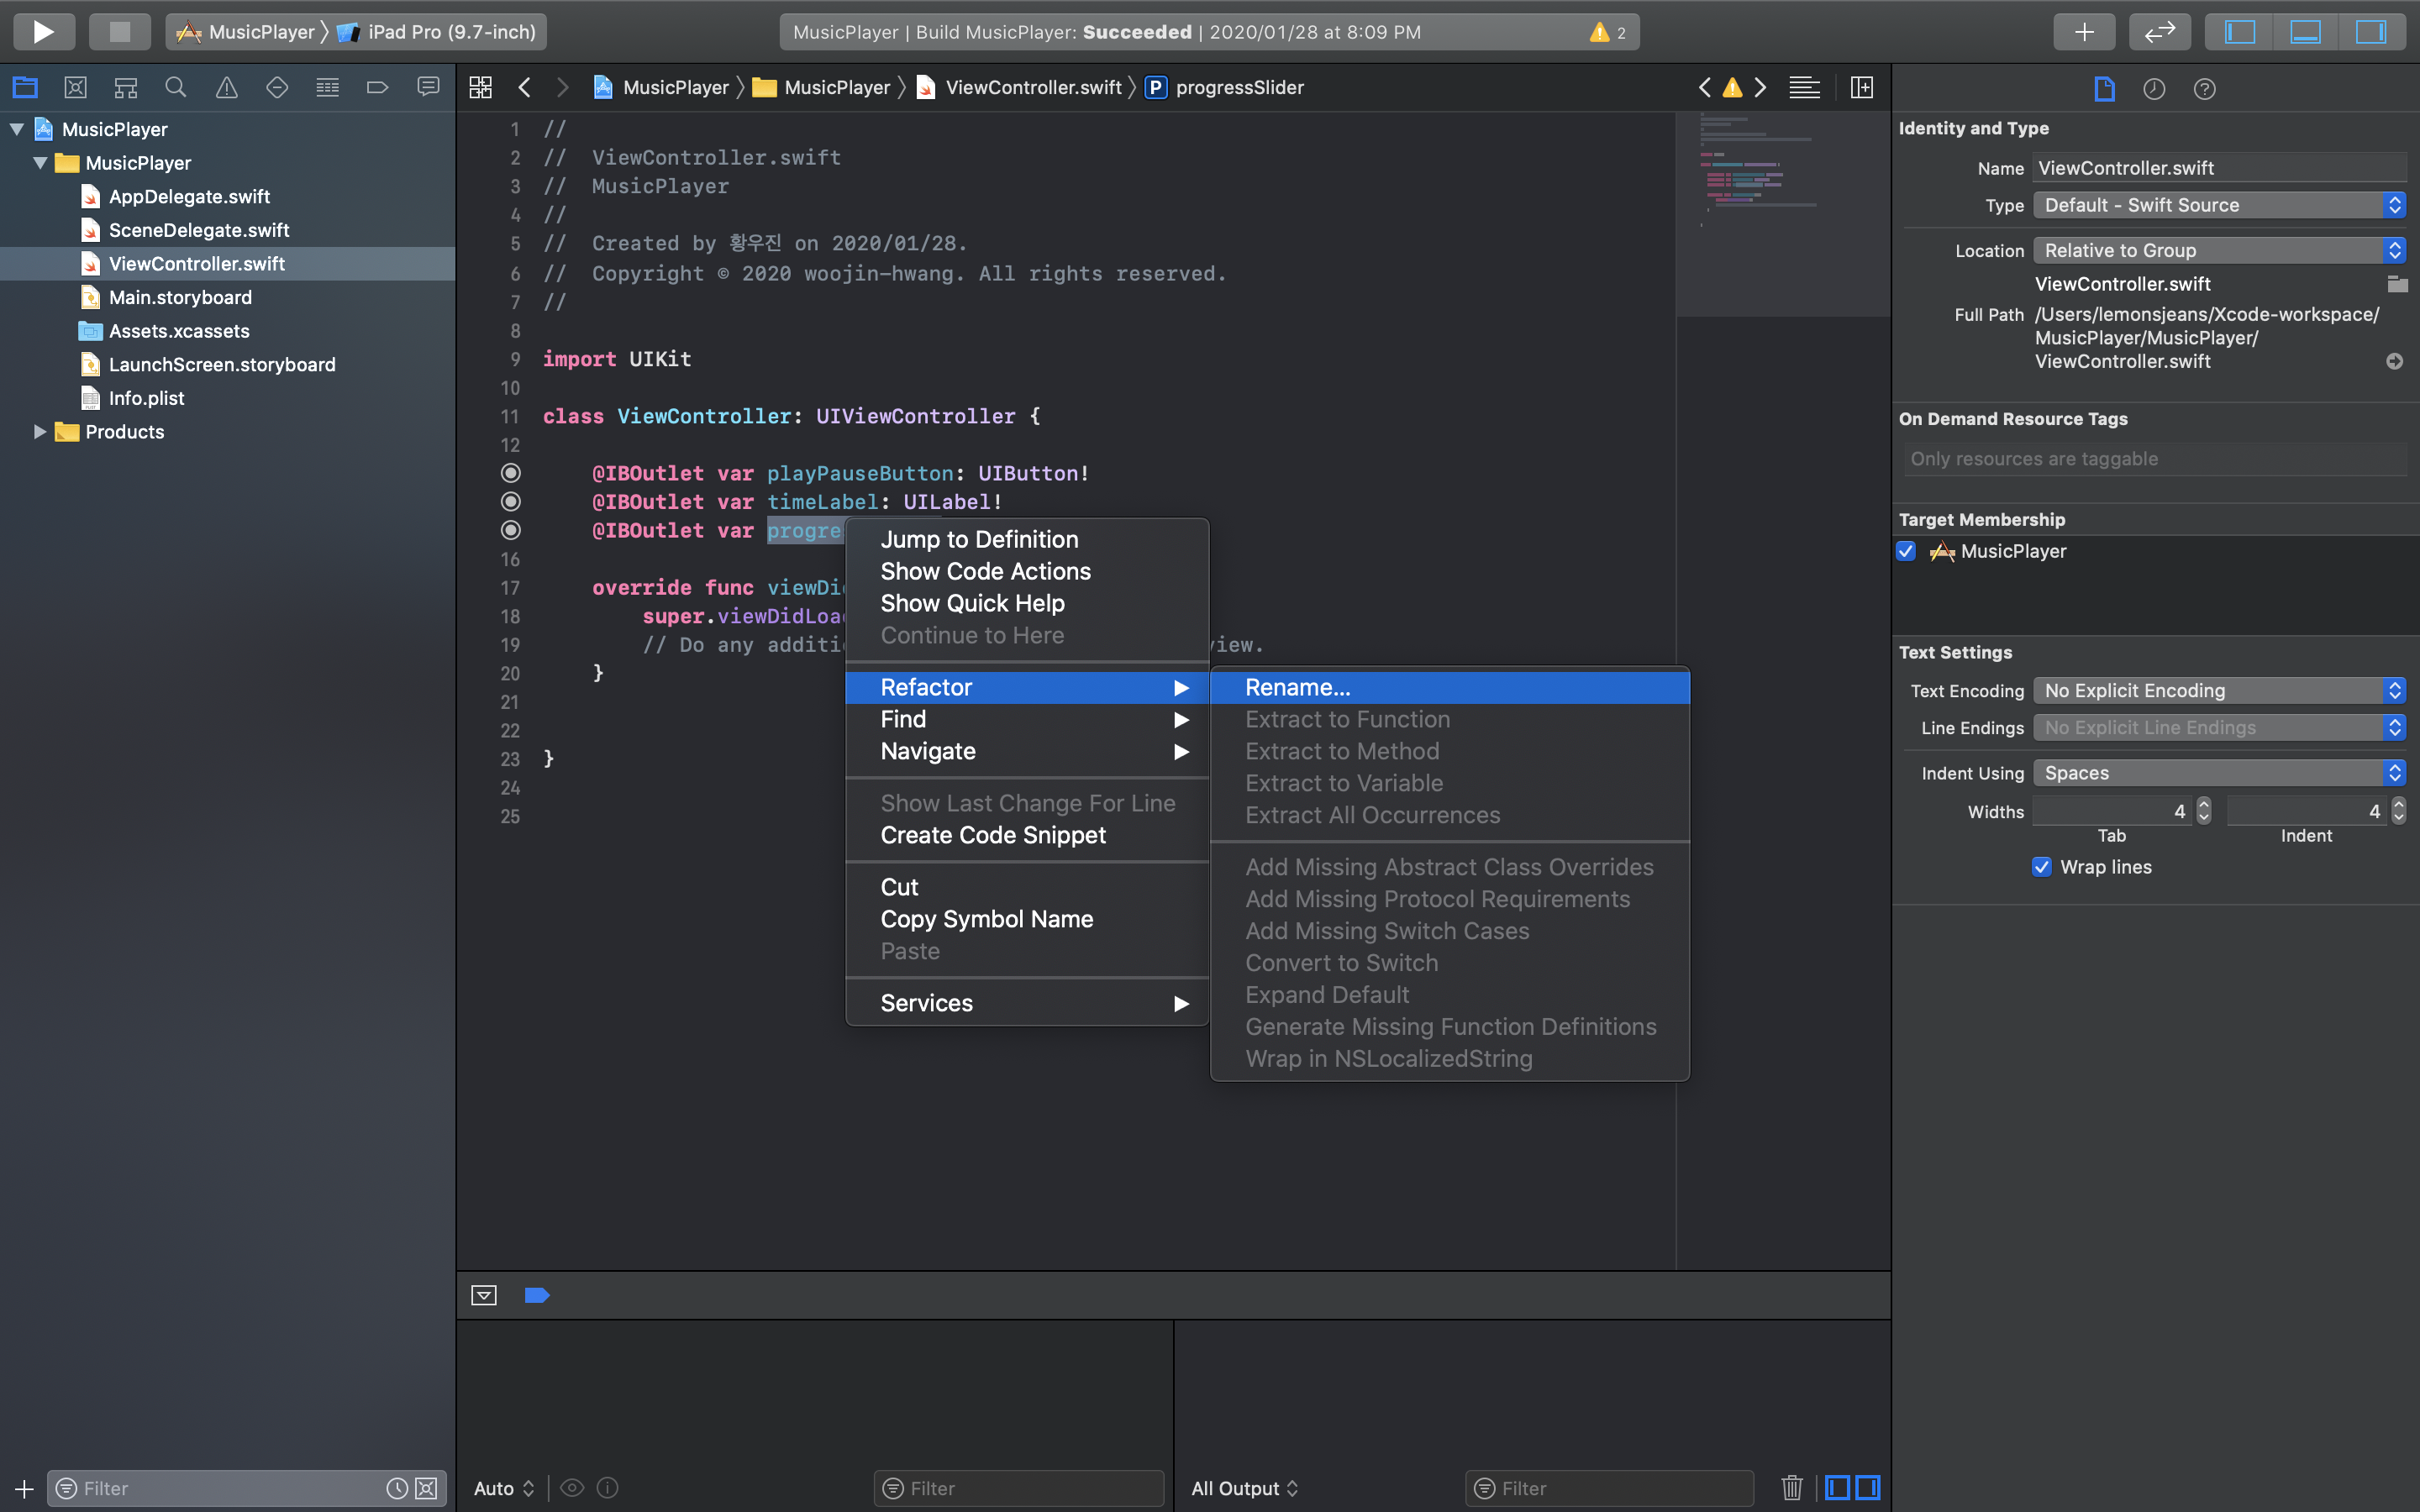 MusicPlayer 〉 iPad Pro (9.7-inch)
MusicPlayer | Build MusicPlayer: Succeeded | 2020/01/28 at 8:09 PM
2
MusicPlayer 〉 MusicPlayer 〉 ViewController.swift 〉 P progressSlider
MusicPlayer
MusicPlayer
AppDelegate.swift
SceneDelegate.swift
ViewController.swift
Main.storyboard
Assets.xcassets
LaunchScreen.storyboard
Info.plist
Products
Filter
1 //
2 //  ViewController.swift
3 //  MusicPlayer
4 //
5 //  Created by 황우진 on 2020/01/28.
6 //  Copyright © 2020 woojin-hwang. All rights reserved.
7 //
8
9 import UIKit
10
11 class ViewController: UIViewController {
12
@IBOutlet var playPauseButton: UIButton!
@IBOutlet var timeLabel: UILabel!
@IBOutlet var progre
16
17 override func viewDi
18 super.viewDidLoa
19 // Do any additi view.
20 }
21
22
23 }
24
25
Jump to Definition
Show Code Actions
Show Quick Help
Continue to Here
Refactor
Find
Navigate
Show Last Change For Line
Create Code Snippet
Cut
Copy Symbol Name
Paste
Services
Rename...
Extract to Function
Extract to Method
Extract to Variable
Extract All Occurrences
Add Missing Abstract Class Overrides
Add Missing Protocol Requirements
Add Missing Switch Cases
Convert to Switch
Expand Default
Generate Missing Function Definitions
Wrap in NSLocalizedString
Auto
Filter
All Output
Filter
Identity and Type
Name ViewController.swift
Type Default - Swift Source
Location Relative to Group
ViewController.swift
Full Path /Users/lemonsjeans/Xcode-workspace/
MusicPlayer/MusicPlayer/
ViewController.swift
On Demand Resource Tags
Only resources are taggable
Target Membership
MusicPlayer
Text Settings
Text Encoding No Explicit Encoding
Line Endings No Explicit Line Endings
Indent Using Spaces
Widths 4 4
Tab Indent
Wrap lines